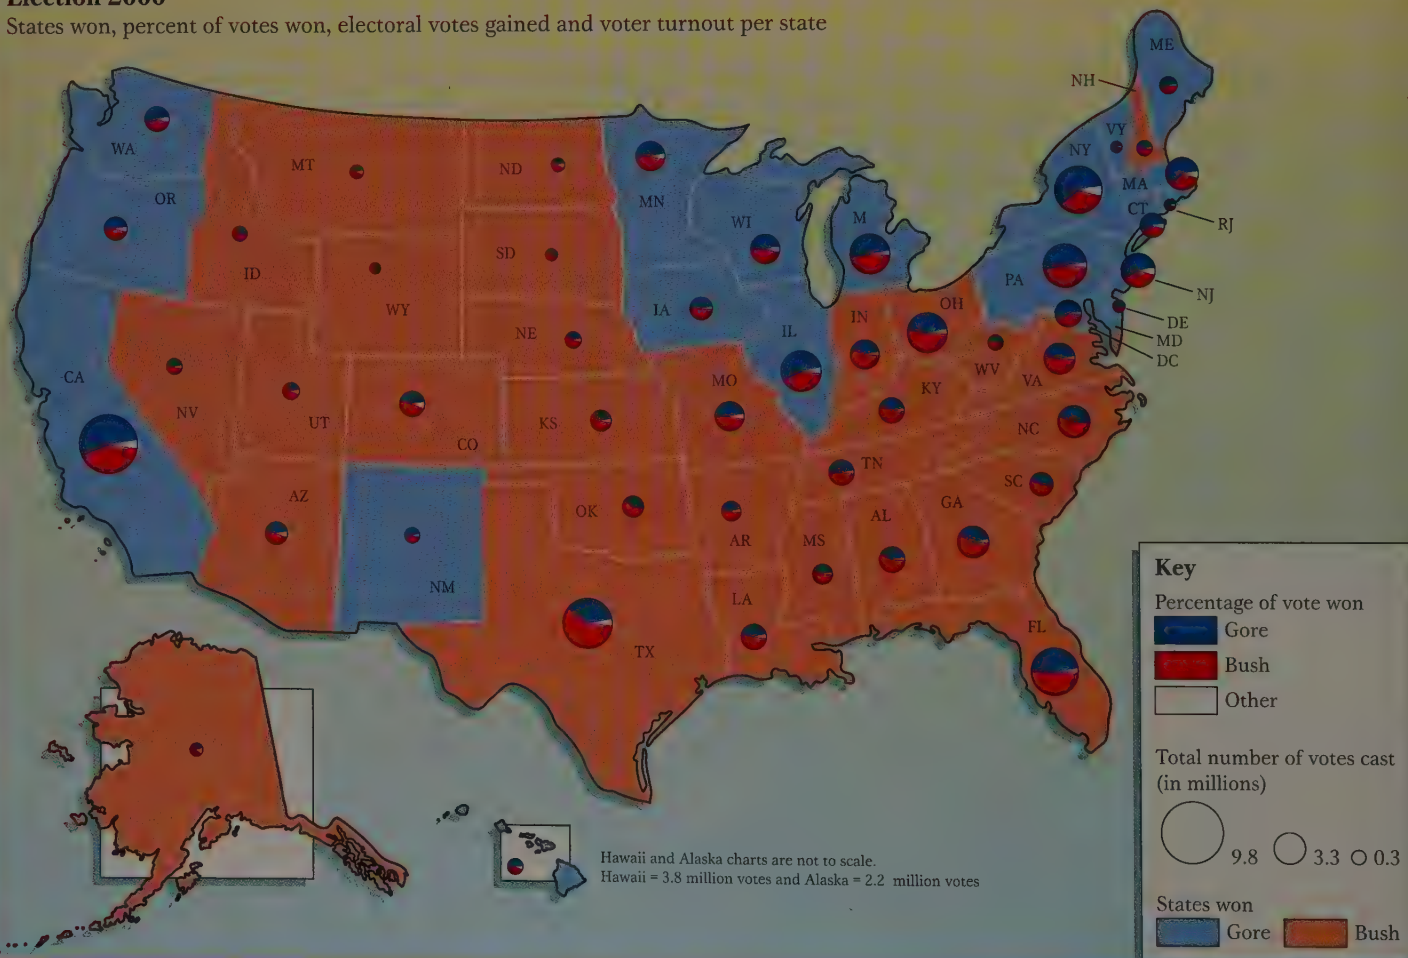 Election 2000
States won, percent of votes won, electoral votes gained and voter turnout per state
ME
NH
VY
NY
WA
MT
ND
MN
MA
OR
CT
RJ
WI
M
SD
ID
PA
NJ
WY
IA
OH
IN
DE
NE
IL
MD
DC
WV
CA
MO
KY
VA
NV
UT
KS
NC
CO
TN
SC
AZ
GA
OK
AL
AR
MS
NM
LA
FL
TX
Key
Percentage of vote won
Gore
Bush
Other
Total number of votes cast
(in millions)
9.8 3.3 0.3
States won
Gore Bush
Hawaii and Alaska charts are not to scale.
Hawaii = 3.8 million votes and Alaska = 2.2 million votes